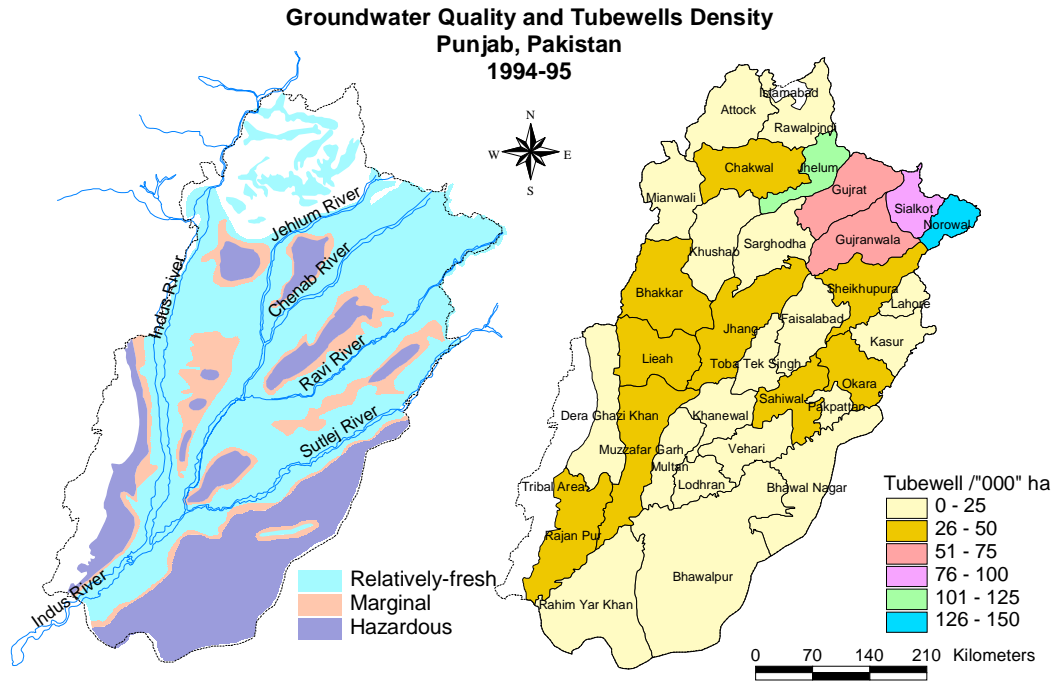 Groundwater Quality and Tubewells Density
Punjab, Pakistan
1994-95
N
W
E
S
Jehlum River
Chenab River
Indus River
Ravi River
Sutlej River
Indus River
Relatively-fresh
Marginal
Hazardous
Islamabad
Attock
Rawalpindi
Chakwal
Jhelum
Gujrat
Mianwali
Sialkot
Norowal
Khushab
Sarghodha
Gujranwala
Bhakkar
Sheikhupura
Lahore
Jhang
Faisalabad
Kasur
Lieah
Toba Tek Singh
Okara
Sahiwal
Pakpattan
Dera Ghazi Khan
Khanewal
Muzzafar Garh
Vehari
Multan
Tribal Area
Lodhran
Bhawal Nagar
Rajan Pur
Bhawalpur
Rahim Yar Khan
Tubewell /"000" ha
0 - 25
26 - 50
51 - 75
76 - 100
101 - 125
126 - 150
0 70 140 210 Kilometers